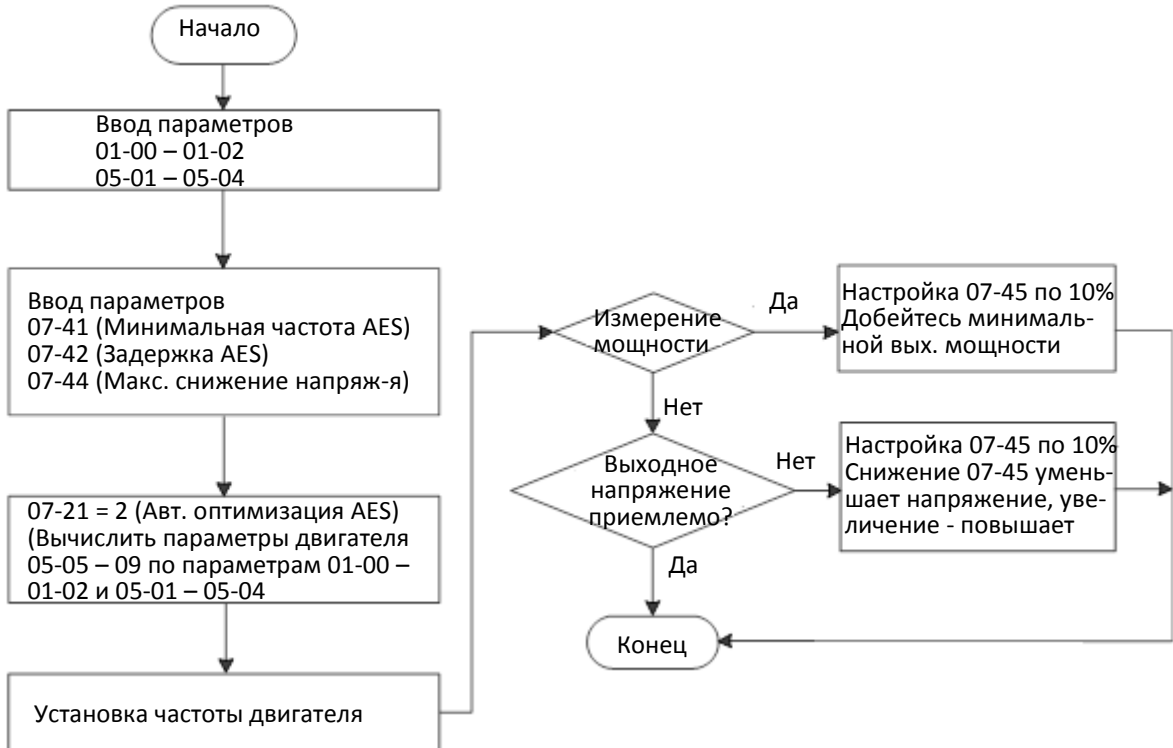 Начало
Ввод параметров
01-00 – 01-02
05-01 – 05-04
Ввод параметров
07-41 (Минимальная частота AES)
07-42 (Задержка AES)
07-44 (Макс. снижение напряж-я)
07-21 = 2 (Авт. оптимизация AES)
(Вычислить параметры двигателя
05-05 – 09 по параметрам 01-00 –
01-02 и 05-01 – 05-04
Установка частоты двигателя
Измерение
мощности
Да
Настройка 07-45 по 10%
Добейтесь минималь-
ной вых. мощности
Нет
Выходное
напряжение
приемлемо?
Нет
Настройка 07-45 по 10%
Снижение 07-45 умень-
шает напряжение, уве-
личение - повышает
Да
Конец